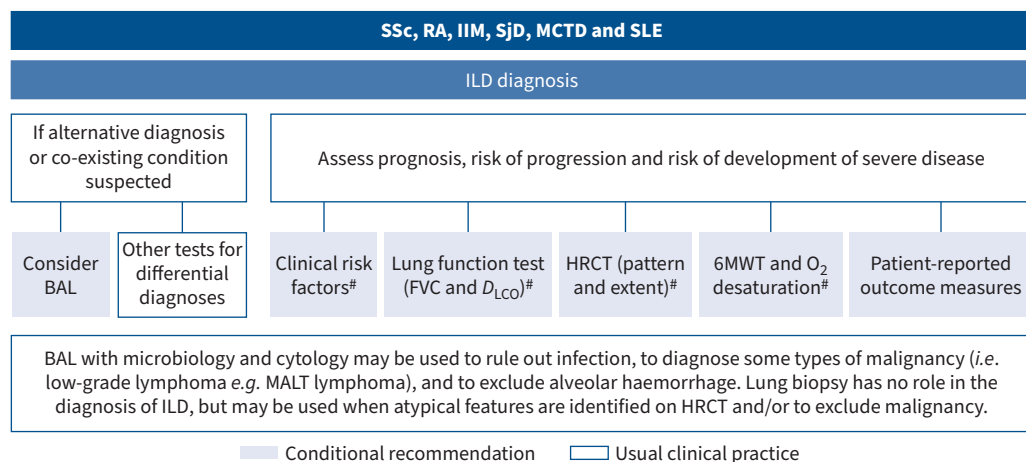 SSc, RA, IIM, SjD, MCTD and SLE
ILD diagnosis
If alternative diagnosis
or co-existing condition
suspected
Assess prognosis, risk of progression and risk of development of severe disease
Consider
BAL
Other tests for
differential
diagnoses
Clinical risk
factors#
Lung function test
(FVC and DLCO)#
HRCT (pattern
and extent)#
6MWT and O2
desaturation#
Patient-reported
outcome measures
BAL with microbiology and cytology may be used to rule out infection, to diagnose some types of malignancy (i.e.
low-grade lymphoma e.g. MALT lymphoma), and to exclude alveolar haemorrhage. Lung biopsy has no role in the
diagnosis of ILD, but may be used when atypical features are identified on HRCT and/or to exclude malignancy.
Conditional recommendation
Usual clinical practice